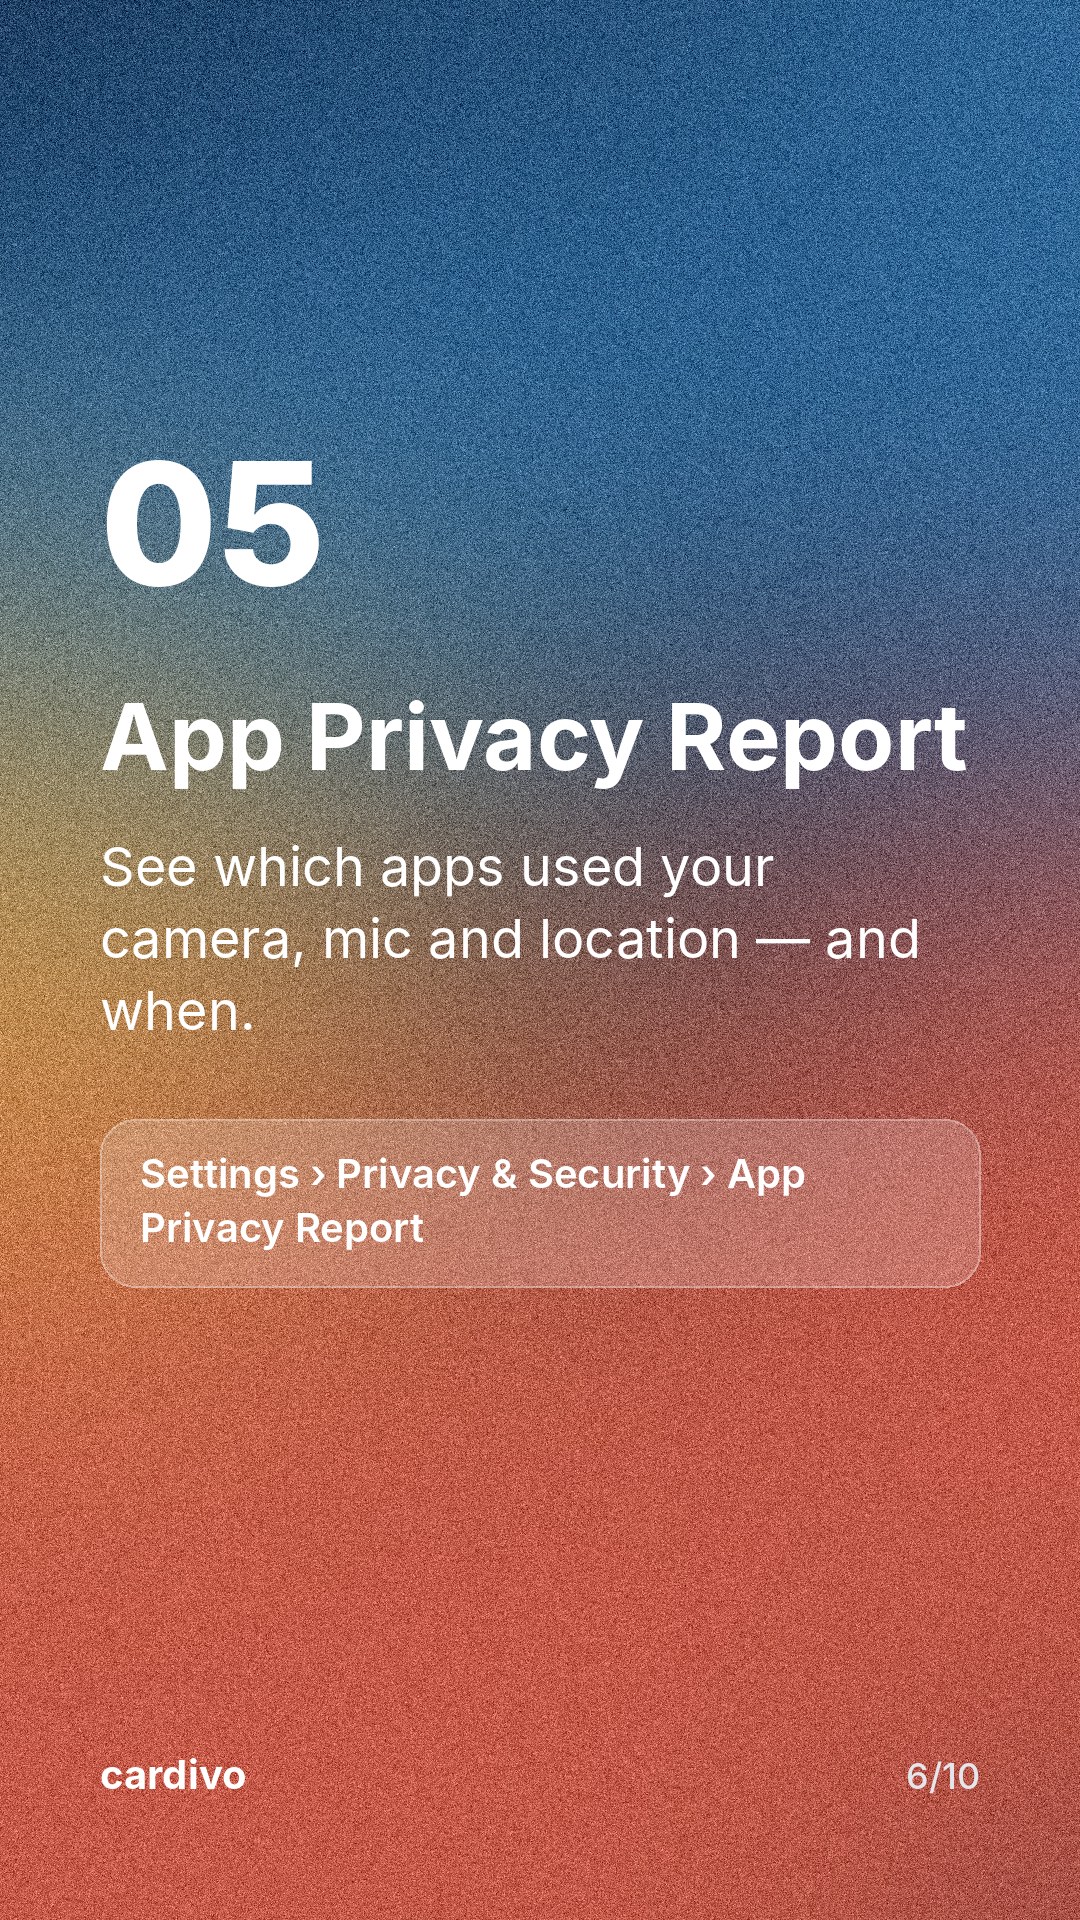 05
App Privacy Report
See which apps used your
camera, mic and location — and
when.
Settings › Privacy & Security › App
Privacy Report
cardivo
6/10